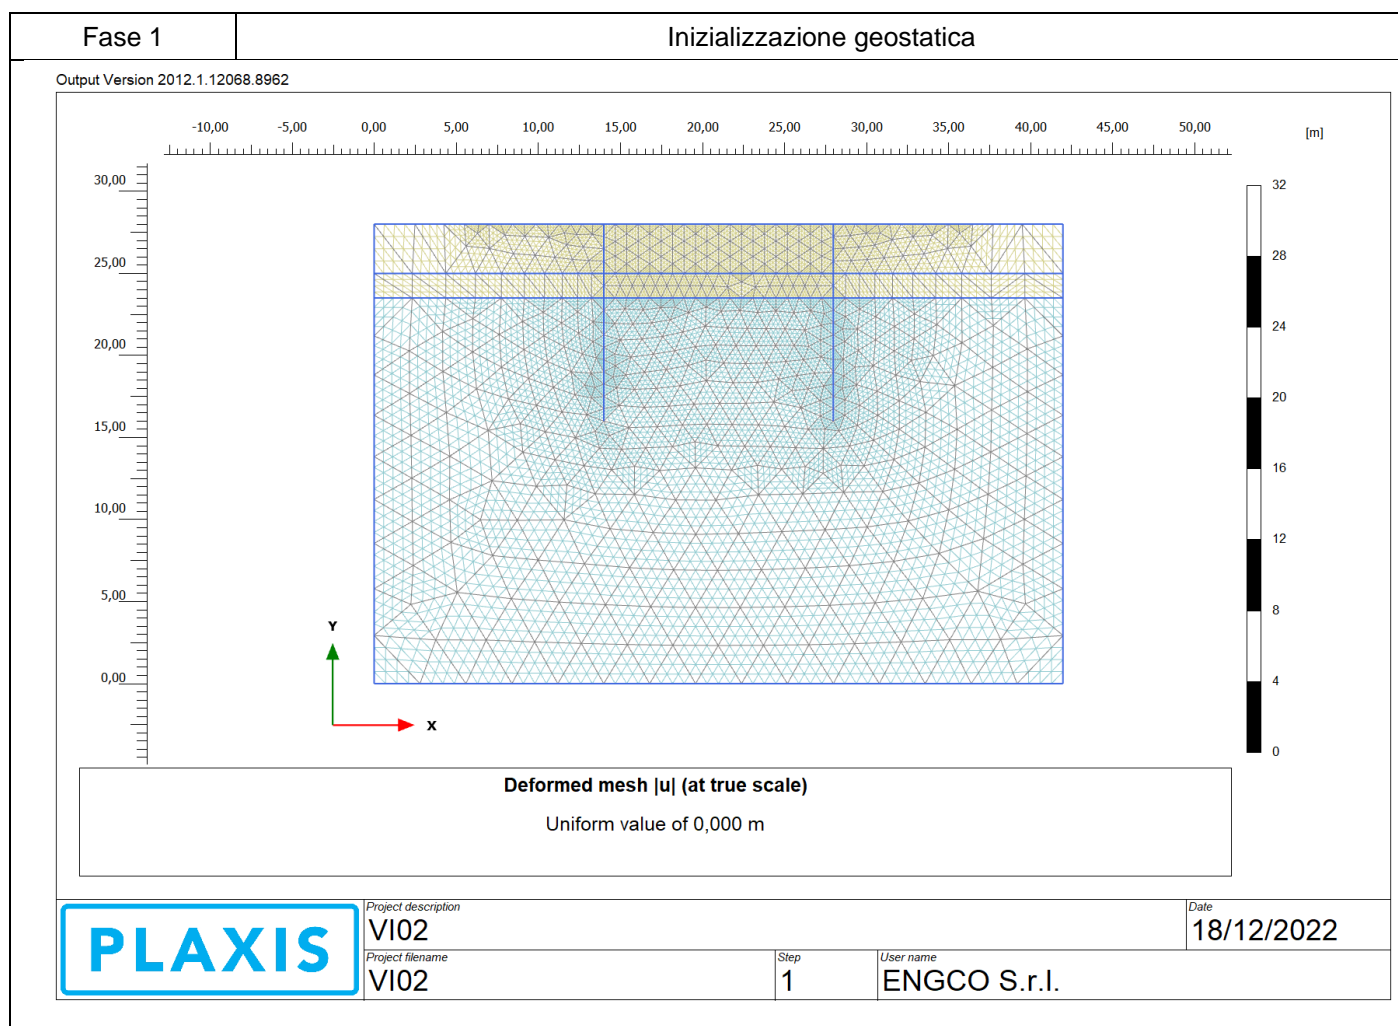 Fase 1 Inizializzazione geostatica
Output Version 2012.1.12068.8962
-10,00 -5,00 0,00 5,00 10,00 15,00 20,00 25,00 30,00 35,00 40,00 45,00 50,00
[m]
30,00
25,00
20,00
15,00
10,00
5,00
0,00
32
28
24
20
16
12
8
4
0
Y
X
Deformed mesh |u| (at true scale)
Uniform value of 0,000 m
PLAXIS
Project description
VI02
Date
18/12/2022
Project filename
VI02
Step
1
User name
ENGCO S.r.l.